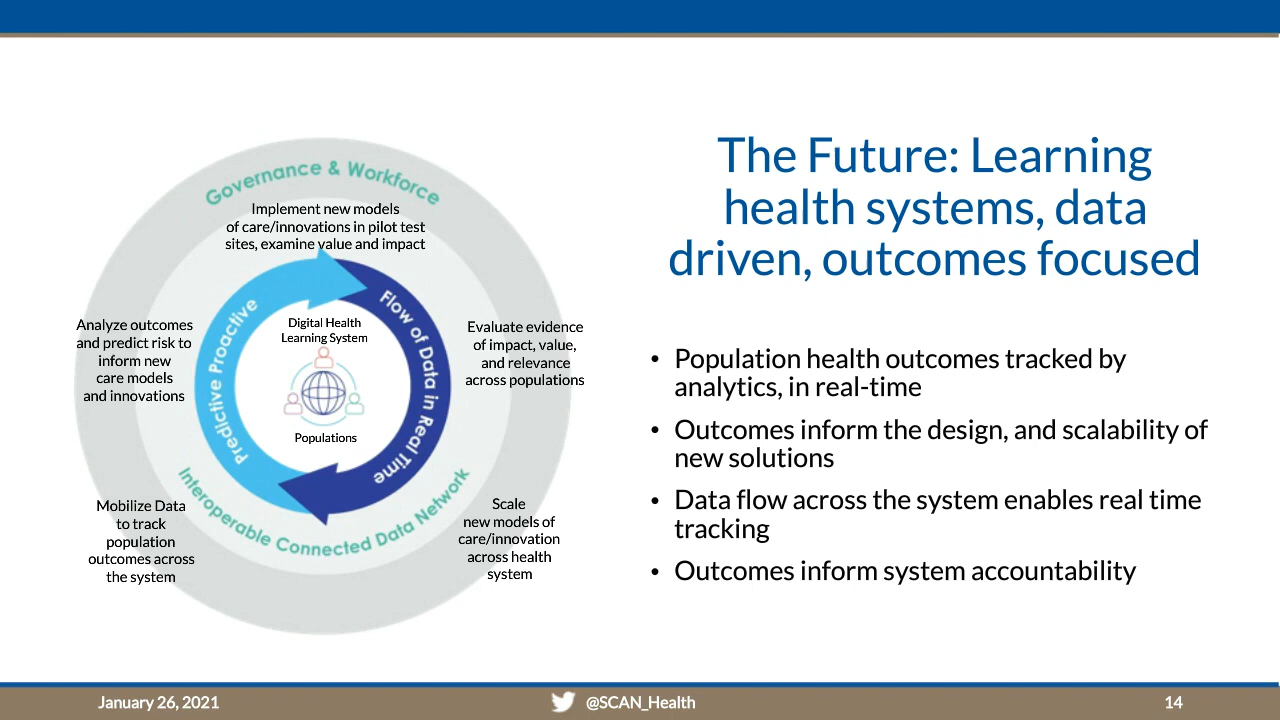 The Future: Learning
health systems, data
driven, outcomes focused
Governance & Workforce
Implement new models
of care/innovations in pilot test
sites, examine value and impact
Analyze outcomes
and predict risk to
inform new
care models
and innovations
Predictive Proactive
Digital Health
Learning System
Populations
Flow of Data in Real Time
Evaluate evidence
of impact, value,
and relevance
across populations
Interoperable Connected Data Network
Mobilize Data
to track
population
outcomes across
the system
Scale
new models of
care/innovation
across health
system
• Population health outcomes tracked by
analytics, in real-time
• Outcomes inform the design, and scalability of
new solutions
• Data flow across the system enables real time
tracking
• Outcomes inform system accountability
January 26, 2021
@SCAN_Health
14